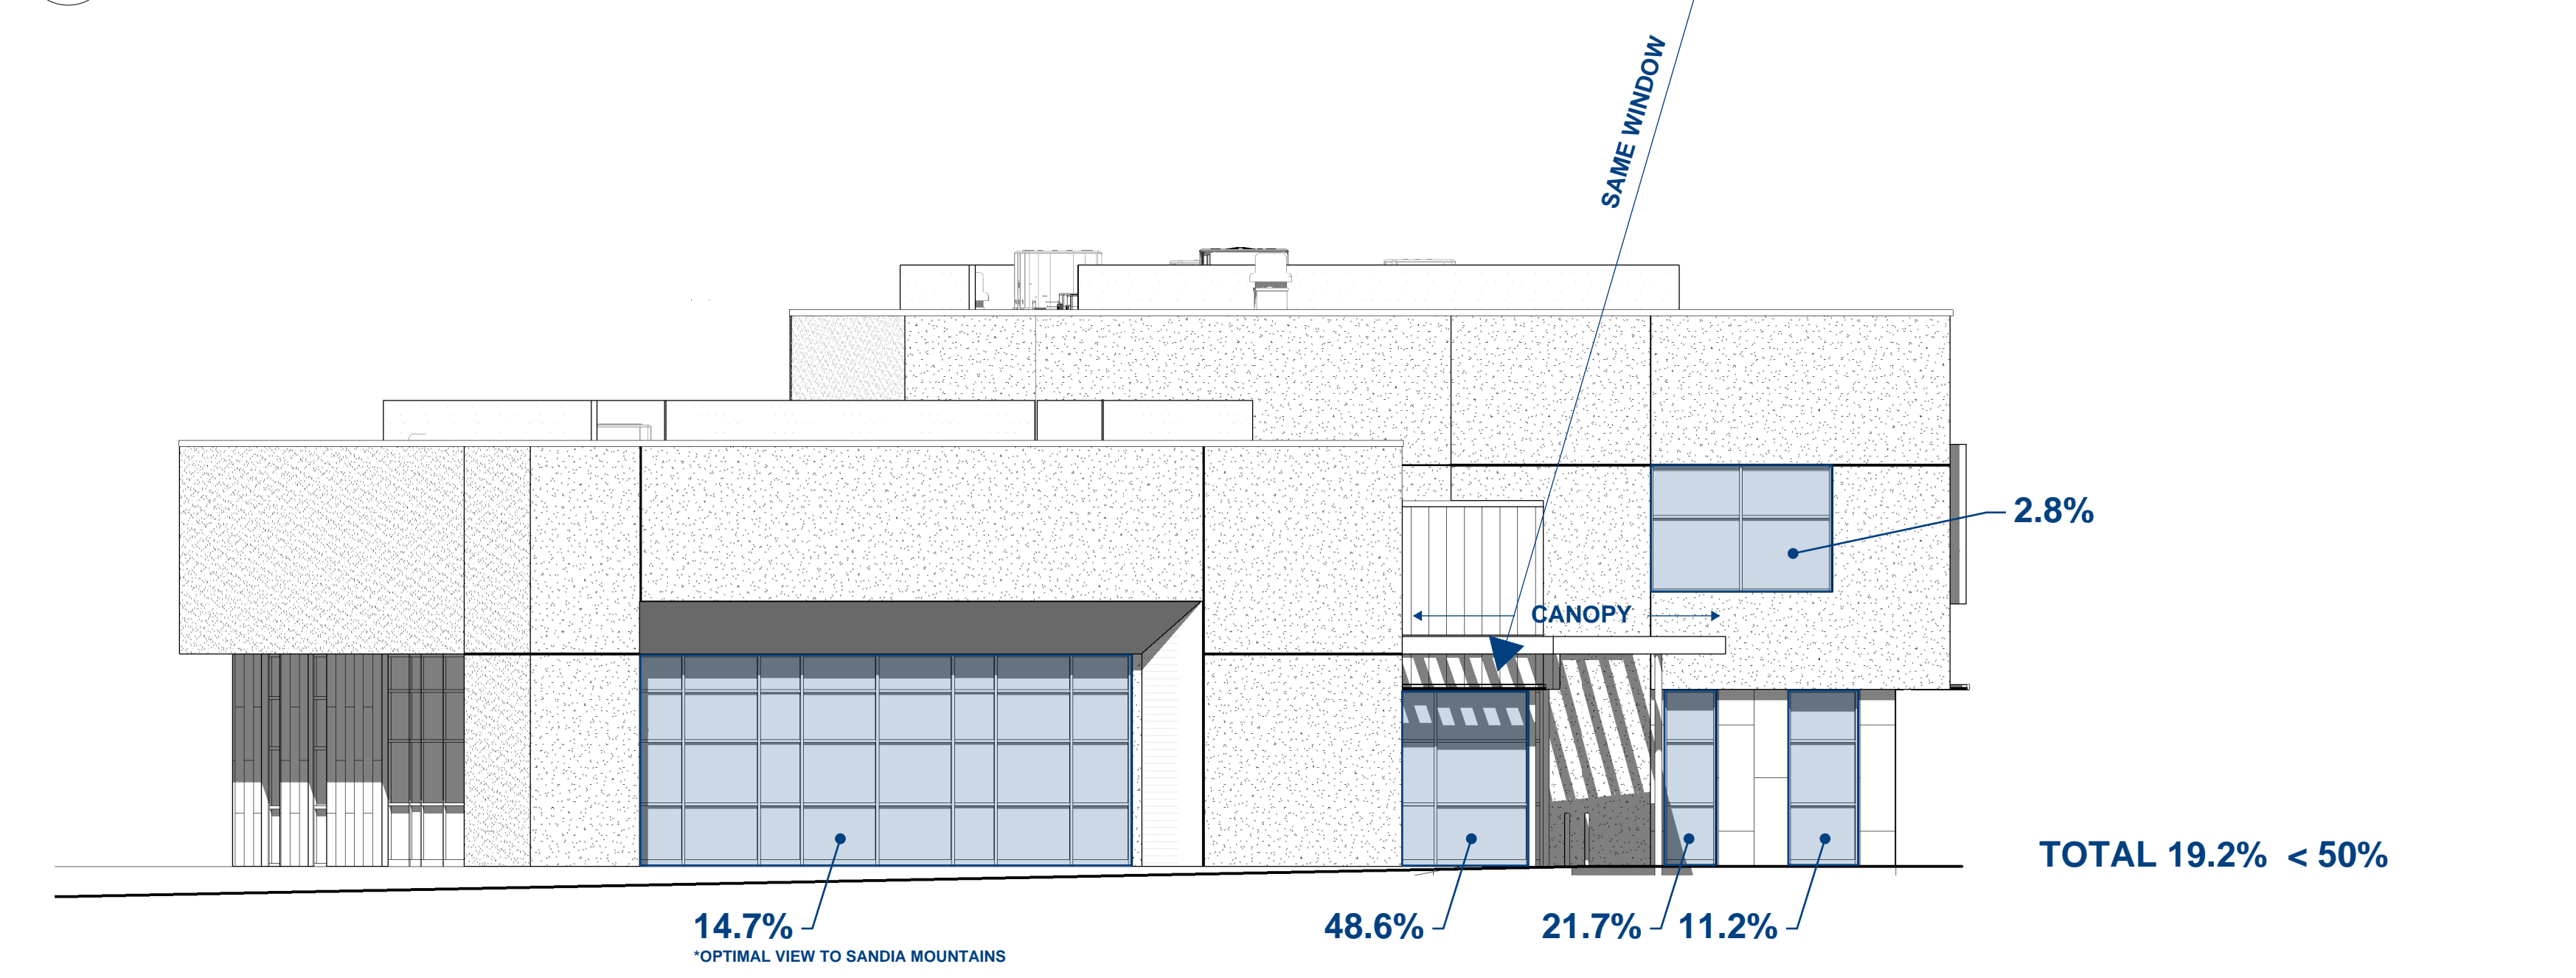 SAME WINDOW
2.8%
CANOPY
TOTAL 19.2% < 50%
14.7%
*OPTIMAL VIEW TO SANDIA MOUNTAINS
48.6%
21.7%
11.2%